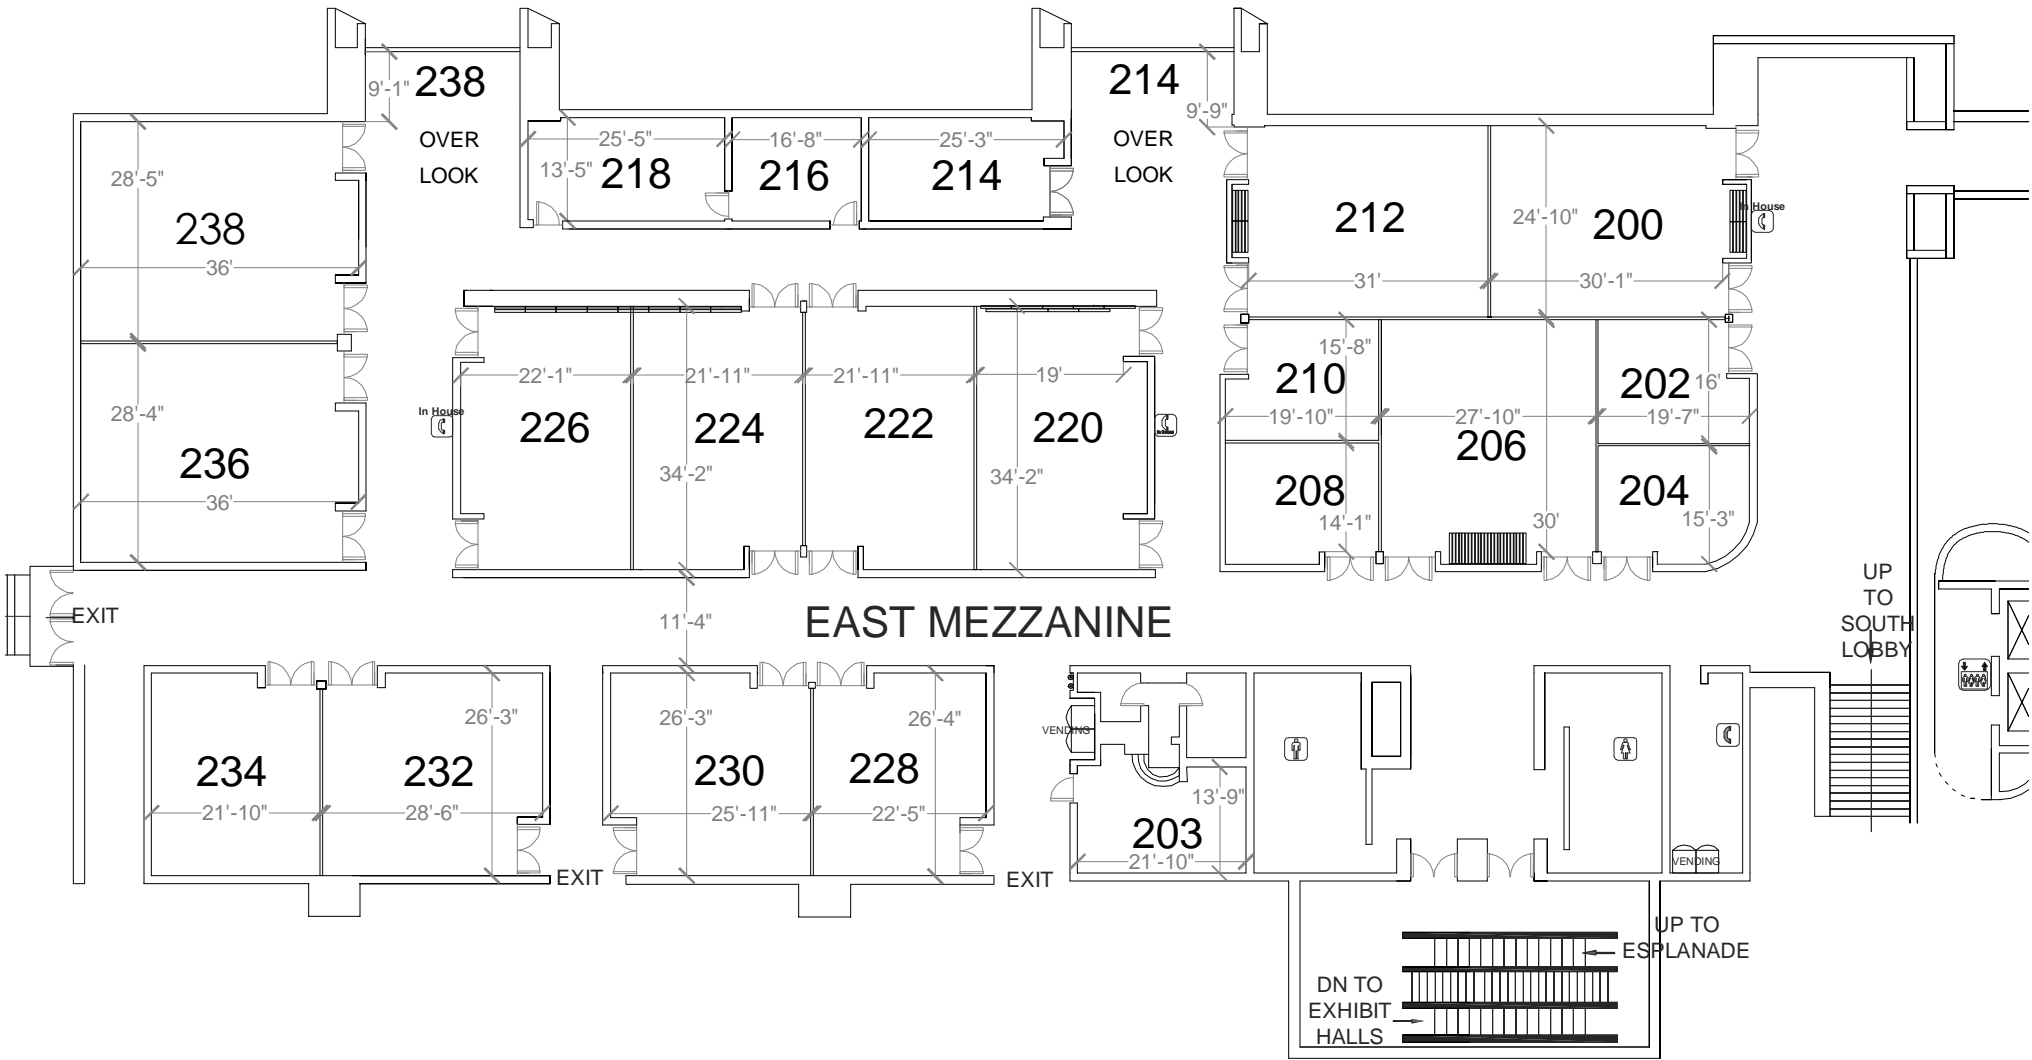 238
214
9'-1"
9'-9"
OVER
LOOK
OVER
LOOK
25'-5"
16'-8"
25'-3"
13'-5"
218
216
214
28'-5"
238
36'
212
24'-10"
200
In House
31'
30'-1"
28'-4"
236
36'
22'-1"
21'-11"
21'-11"
19'
In House
226
224
222
220
34'-2"
34'-2"
15'-8"
210
202
16'
19'-10"
27'-10"
19'-7"
206
208
204
14'-1"
30'
15'-3"
EXIT
11'-4"
EAST MEZZANINE
UP
TO
SOUTH
LOBBY
26'-3"
26'-3"
26'-4"
VENDING
234
232
230
228
21'-10"
28'-6"
25'-11"
22'-5"
13'-9"
203
21'-10"
EXIT
EXIT
VENDING
UP TO
ESPLANADE
DN TO
EXHIBIT
HALLS